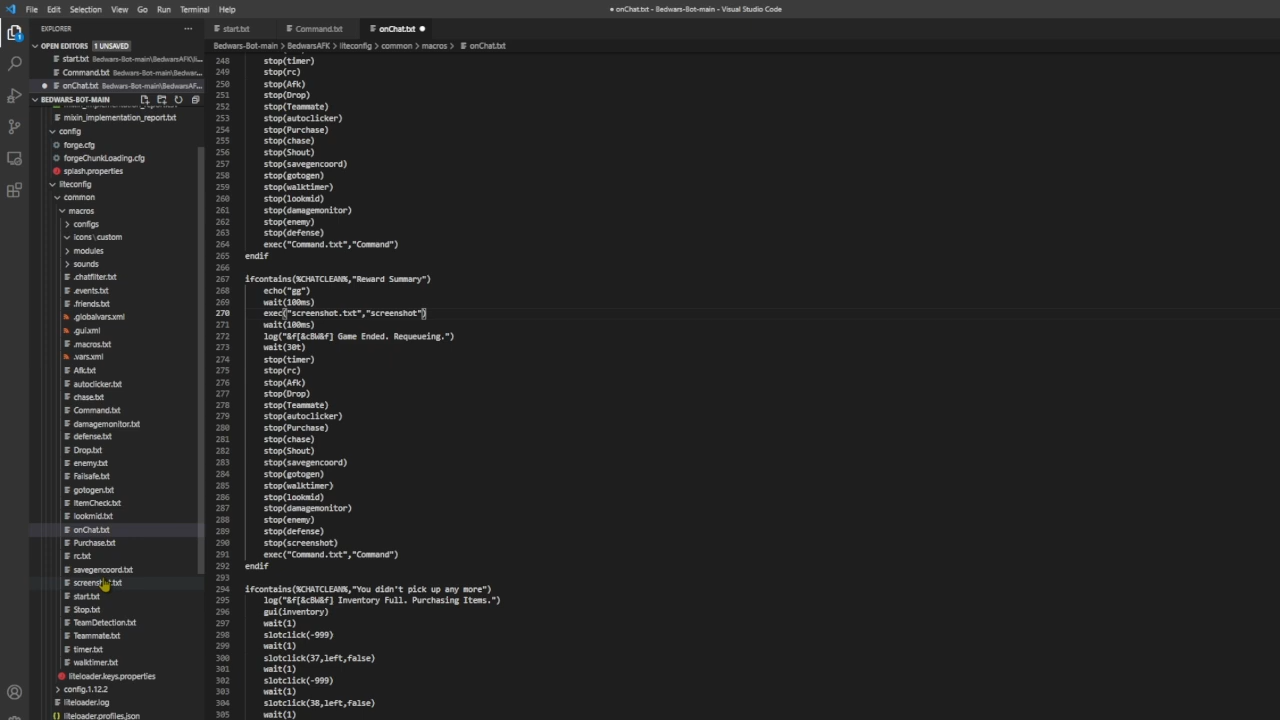 File Edit Selection View Go Run Terminal Help
● onChat.txt - Bedwars-Bot-main - Visual Studio Code
EXPLORER ···
OPEN EDITORS 1 UNSAVED
start.txt Bedwars-Bot-main\BedwarsAFK\li...
Command.txt Bedwars-Bot-main\Bedwar...
● onChat.txt Bedwars-Bot-main\BedwarsAF...
BEDWARS-BOT-MAIN
mixin_implementation_report.txt
config
forge.cfg
forgeChunkLoading.cfg
splash.properties
liteconfig
common
macros
configs
icons\custom
modules
sounds
.chatfilter.txt
.events.txt
.friends.txt
.globalvars.xml
.gui.xml
.macros.txt
.vars.xml
Afk.txt
autoclicker.txt
chase.txt
Command.txt
damagemonitor.txt
defense.txt
Drop.txt
enemy.txt
Failsafe.txt
gotogen.txt
ItemCheck.txt
lookmid.txt
onChat.txt
Purchase.txt
rc.txt
savegencoord.txt
screenshot.txt
start.txt
Stop.txt
TeamDetection.txt
Teammate.txt
timer.txt
walktimer.txt
liteloader.keys.properties
config.1.12.2
liteloader.log
liteloader.profiles.json
start.txt Command.txt onChat.txt ●
Bedwars-Bot-main > BedwarsAFK > liteconfig > common > macros > onChat.txt
248 stop(timer)
249 stop(rc)
250 stop(Afk)
251 stop(Drop)
252 stop(Teammate)
253 stop(autoclicker)
254 stop(Purchase)
255 stop(chase)
256 stop(Shout)
257 stop(savegencoord)
258 stop(gotogen)
259 stop(walktimer)
260 stop(lookmid)
261 stop(damagemonitor)
262 stop(enemy)
263 stop(defense)
264 exec("Command.txt","Command")
265 endif
266
267 ifcontains(%CHATCLEAN%,"Reward Summary")
268 echo("gg")
269 wait(100ms)
270 exec("screenshot.txt","screenshot")
271 wait(100ms)
272 log("&f[&cBW&f] Game Ended. Requeueing.")
273 wait(30t)
274 stop(timer)
275 stop(rc)
276 stop(Afk)
277 stop(Drop)
278 stop(Teammate)
279 stop(autoclicker)
280 stop(Purchase)
281 stop(chase)
282 stop(Shout)
283 stop(savegencoord)
284 stop(gotogen)
285 stop(walktimer)
286 stop(lookmid)
287 stop(damagemonitor)
288 stop(enemy)
289 stop(defense)
290 stop(screenshot)
291 exec("Command.txt","Command")
292 endif
293
294 ifcontains(%CHATCLEAN%,"You didn't pick up any more")
295 log("&f[&cBW&f] Inventory Full. Purchasing Items.")
296 gui(inventory)
297 wait(1)
298 slotclick(-999)
299 wait(1)
300 slotclick(37,left,false)
301 wait(1)
302 slotclick(-999)
303 wait(1)
304 slotclick(38,left,false)
305 wait(1)